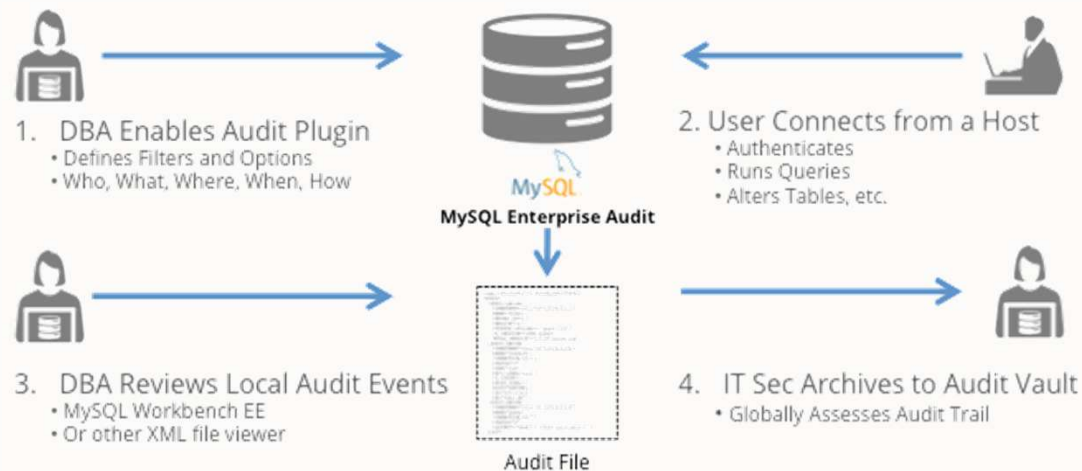 1. DBA Enables Audit Plugin
• Defines Filters and Options
• Who, What, Where, When, How
2. User Connects from a Host
• Authenticates
• Runs Queries
• Alters Tables, etc.
MySQL
MySQL Enterprise Audit
3. DBA Reviews Local Audit Events
• MySQL Workbench EE
• Or other XML file viewer
4. IT Sec Archives to Audit Vault
• Globally Assesses Audit Trail
Audit File